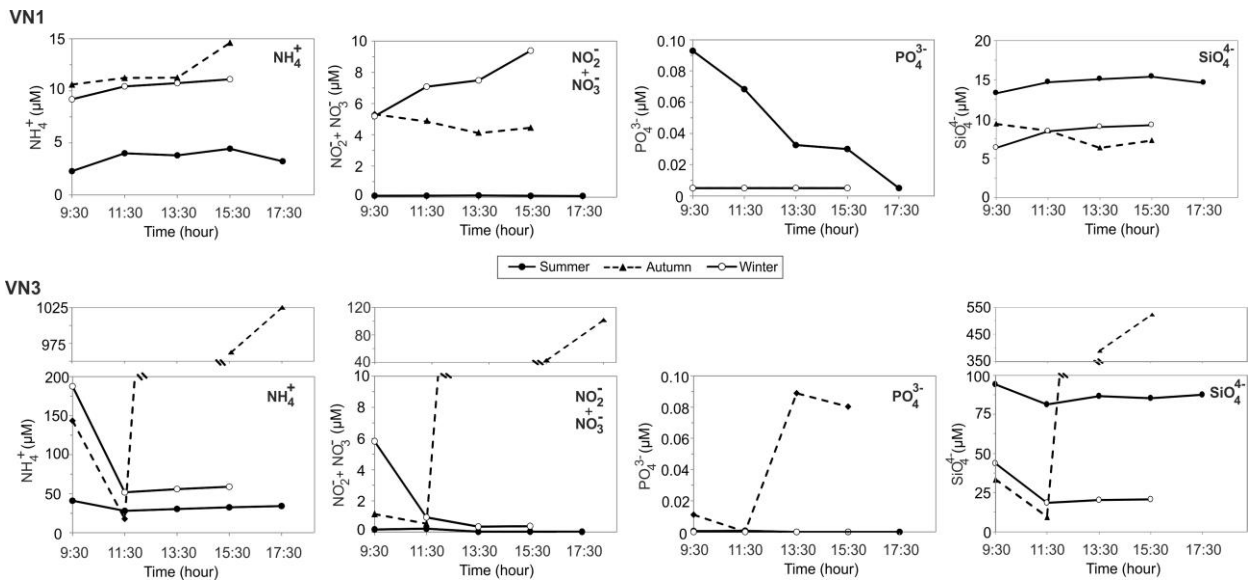 VN1
NH₄⁺
NH₄⁺ (µM)
15
10
5
0
9:30 11:30 13:30 15:30 17:30
Time (hour)
NO₂⁻
+
NO₃⁻
NO₂⁻+ NO₃⁻ (µM)
10
8
6
4
2
0
9:30 11:30 13:30 15:30 17:30
Time (hour)
PO₄³⁻
PO₄³⁻ (µM)
0.10
0.08
0.06
0.04
0.02
0
9:30 11:30 13:30 15:30 17:30
Time (hour)
SiO₄⁴⁻
SiO₄⁴⁻ (µM)
20
15
10
5
0
9:30 11:30 13:30 15:30 17:30
Time (hour)
Summer Autumn Winter
VN3
1025
975
200
150
100
50
0
NH₄⁺
NH₄⁺ (µM)
9:30 11:30 13:30 15:30 17:30
Time (hour)
120
80
40
10
8
6
4
2
0
NO₂⁻
+
NO₃⁻
NO₂⁻+ NO₃⁻ (µM)
9:30 11:30 13:30 15:30 17:30
Time (hour)
0.10
0.08
0.06
0.04
0.02
0
PO₄³⁻
PO₄³⁻ (µM)
9:30 11:30 13:30 15:30 17:30
Time (hour)
550
450
350
100
75
50
25
0
SiO₄⁴⁻
SiO₄⁴⁻ (µM)
9:30 11:30 13:30 15:30 17:30
Time (hour)